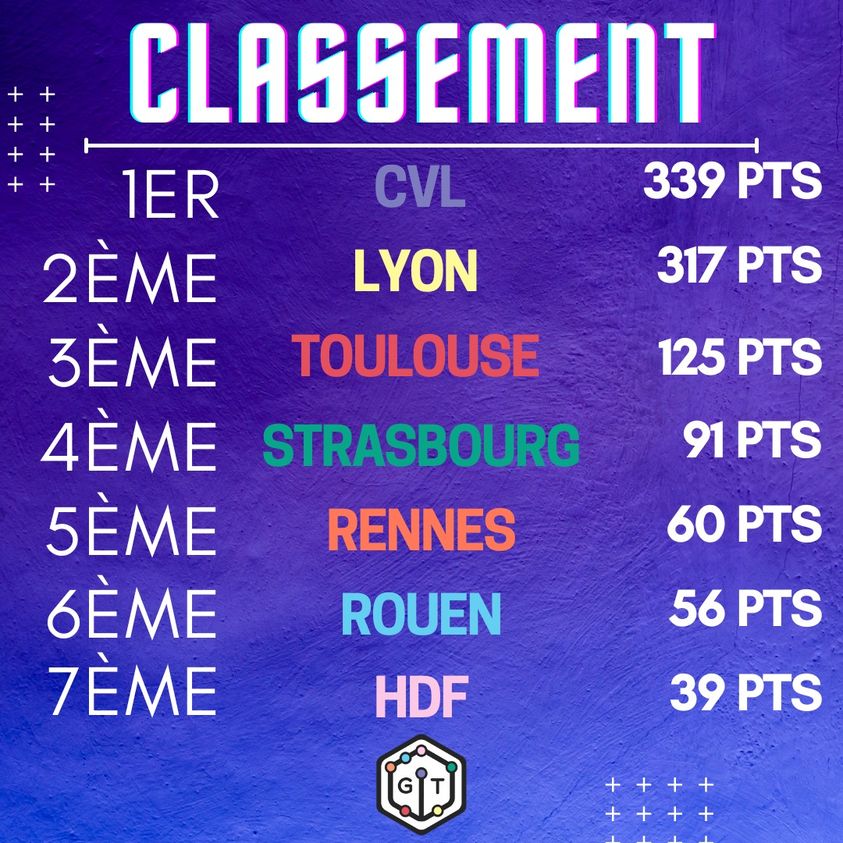 CLASSEMENT
1ER CVL 339 PTS
2ÈME LYON 317 PTS
3ÈME TOULOUSE 125 PTS
4ÈME STRASBOURG 91 PTS
5ÈME RENNES 60 PTS
6ÈME ROUEN 56 PTS
7ÈME HDF 39 PTS
G T